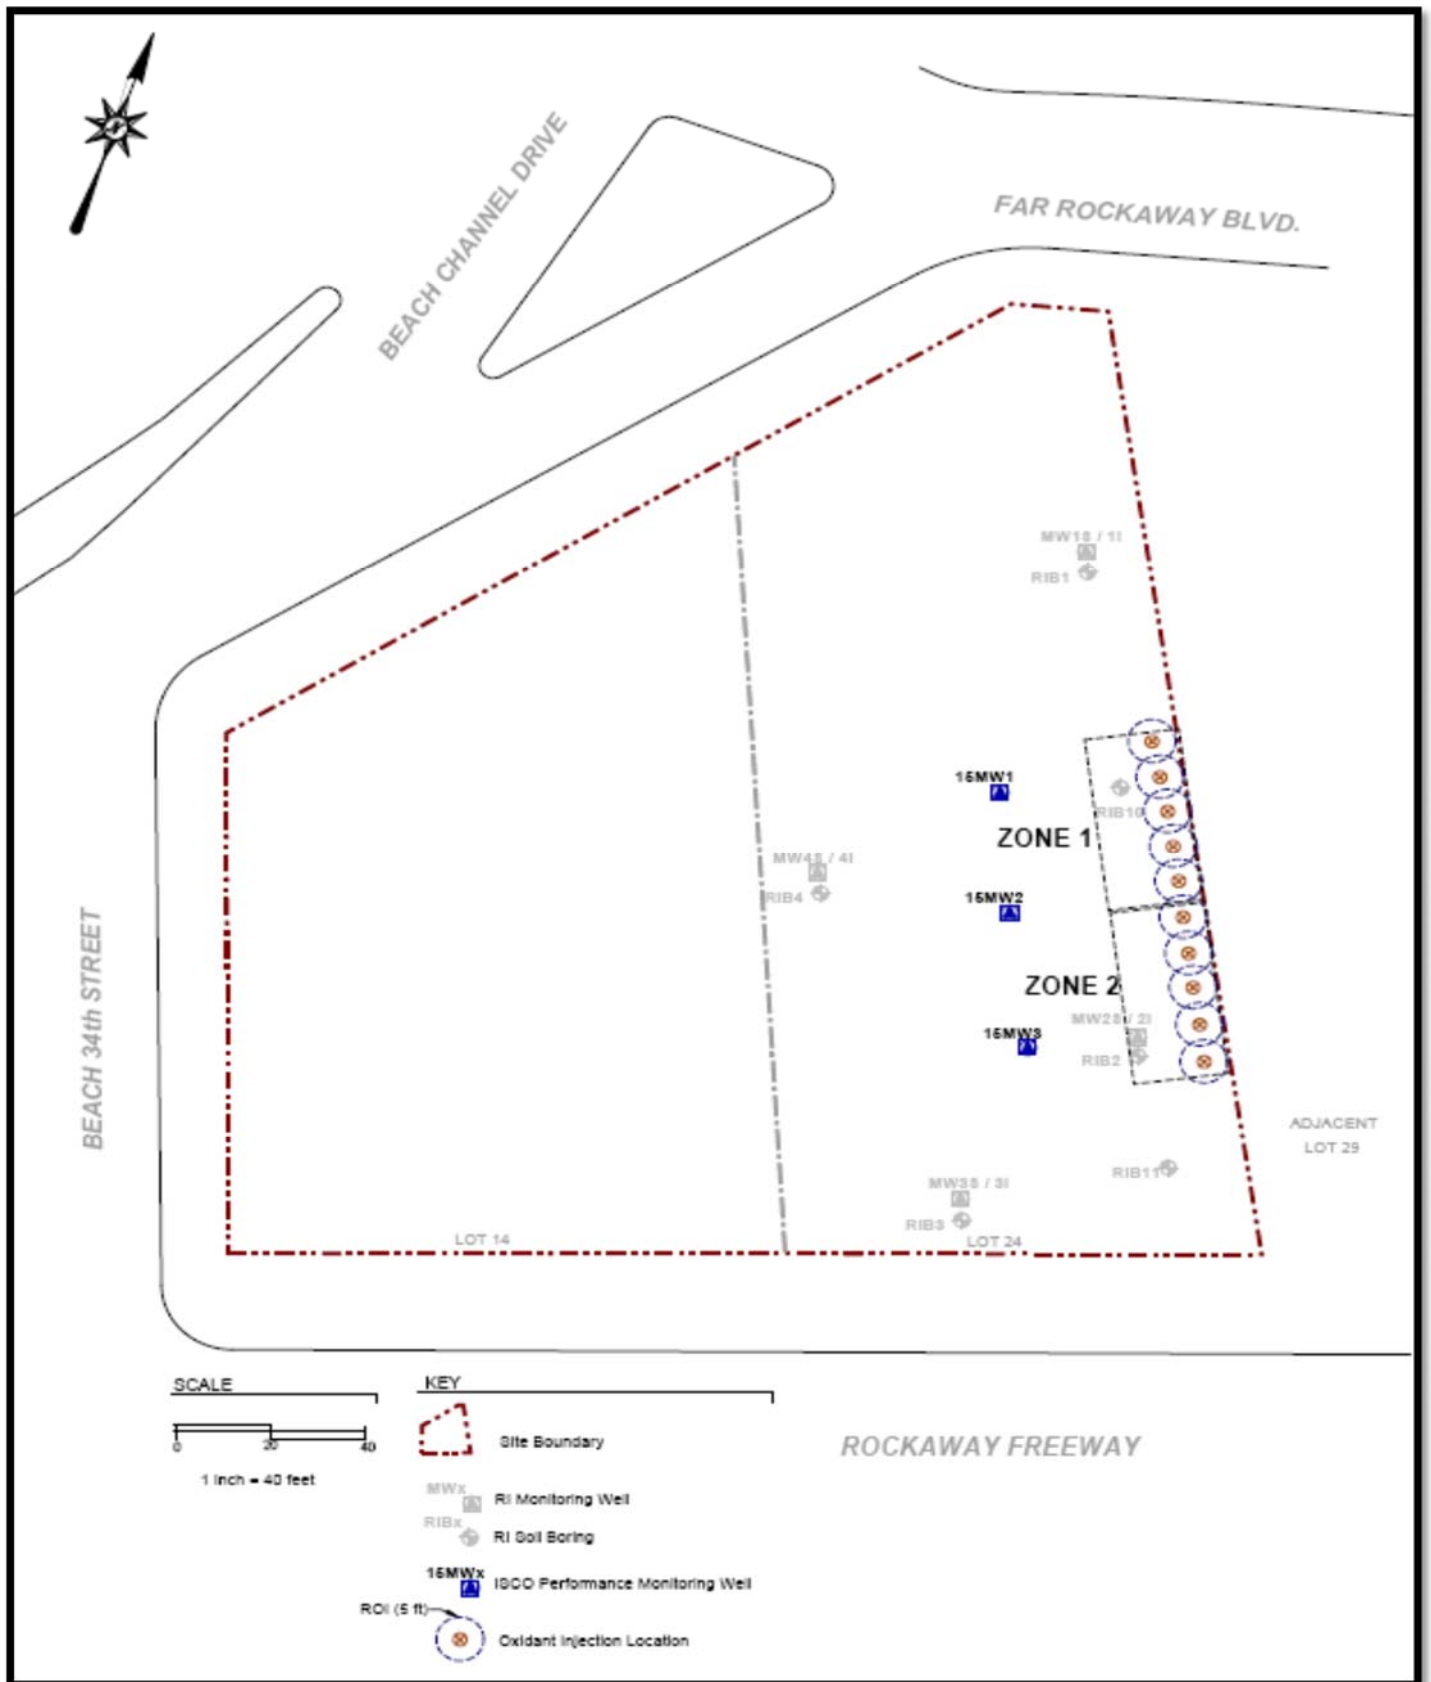 BEACH CHANNEL DRIVE
FAR ROCKAWAY BLVD.
MW1S / 1I
RIB1
15MW1
RIB10
ZONE 1
MW4S / 4I
RIB4
15MW2
ZONE 2
MW2S / 2I
15MW3
RIB2
BEACH 34th STREET
ADJACENT
LOT 29
RIB11
MW3S / 3I
RIB3
LOT 14
LOT 24
SCALE
0 20 40
1 inch = 40 feet
KEY
Site Boundary
MWx
RI Monitoring Well
RIBx
RI Soil Boring
15MWx
ISCO Performance Monitoring Well
ROI (5 ft)
Oxidant Injection Location
ROCKAWAY FREEWAY